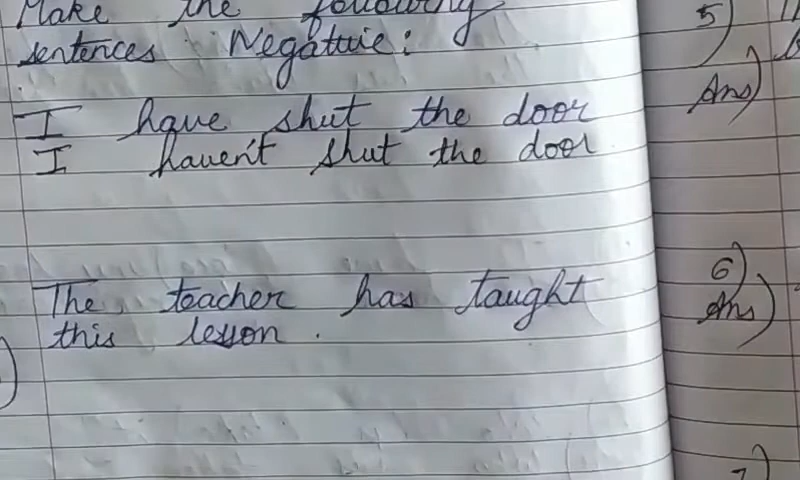 Make the following
sentences Negative:
I have shut the door
I haven't shut the door
The teacher has taught
this lesson.
5)
Ans)
6)
Ans)
7)